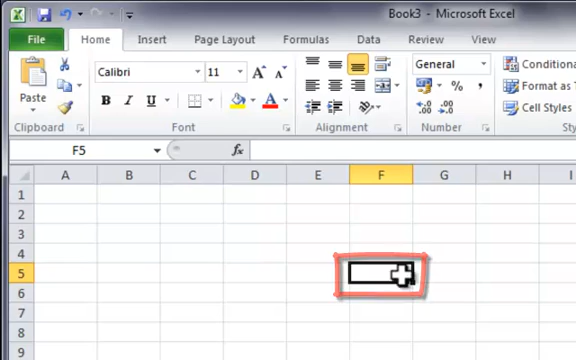 Book3 - Microsoft Excel
File Home Insert Page Layout Formulas Data Review View
Paste
Calibri 11
General
Conditiona
Format as T
B I U A % ,
Cell Styles
Clipboard Font Alignment Number
F5 fx
A B C D E F G H I
1
2
3
4
5
6
7
8
9